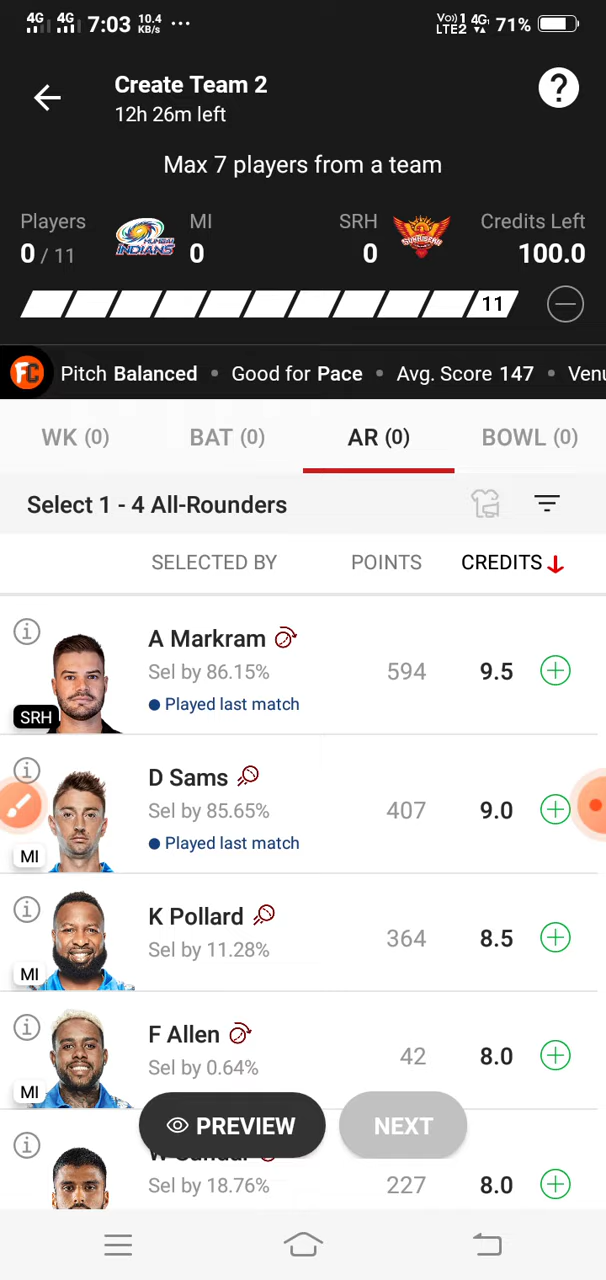 4G 4G 7:03 10.4 KB/s ... Vo) 1 LTE2 4G 71%
Create Team 2
12h 26m left
?
Max 7 players from a team
Players MI SRH Credits Left
0 / 11 MUMBAI INDIANS 0 0 SUNRISERS 100.0
11
FC Pitch Balanced • Good for Pace • Avg. Score 147 • Venu
WK (0) BAT (0) AR (0) BOWL (0)
Select 1 - 4 All-Rounders
SELECTED BY POINTS CREDITS
A Markram
Sel by 86.15% 594 9.5
Played last match
SRH
D Sams
Sel by 85.65% 407 9.0
Played last match
MI
K Pollard
Sel by 11.28% 364 8.5
MI
F Allen
Sel by 0.64% 42 8.0
MI
PREVIEW NEXT
Sel by 18.76% 227 8.0